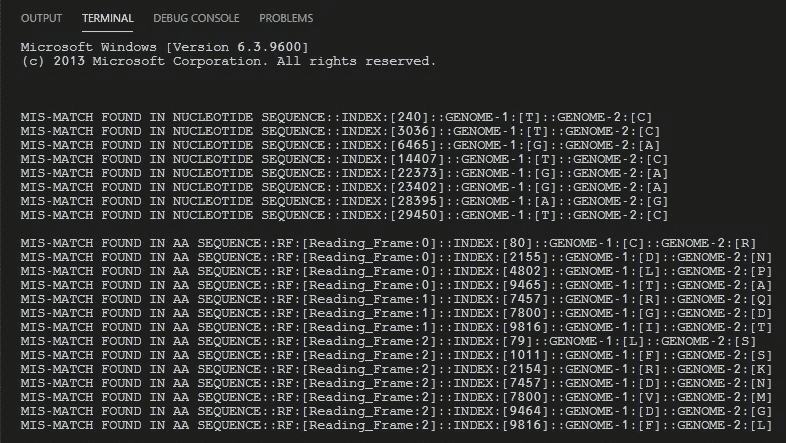 OUTPUT TERMINAL DEBUG CONSOLE PROBLEMS
Microsoft Windows [Version 6.3.9600]
(c) 2013 Microsoft Corporation. All rights reserved.
MIS-MATCH FOUND IN NUCLEOTIDE SEQUENCE::INDEX:[240]::GENOME-1:[T]::GENOME-2:[C]
MIS-MATCH FOUND IN NUCLEOTIDE SEQUENCE::INDEX:[3036]::GENOME-1:[T]::GENOME-2:[C]
MIS-MATCH FOUND IN NUCLEOTIDE SEQUENCE::INDEX:[6465]::GENOME-1:[G]::GENOME-2:[A]
MIS-MATCH FOUND IN NUCLEOTIDE SEQUENCE::INDEX:[14407]::GENOME-1:[T]::GENOME-2:[C]
MIS-MATCH FOUND IN NUCLEOTIDE SEQUENCE::INDEX:[22373]::GENOME-1:[G]::GENOME-2:[A]
MIS-MATCH FOUND IN NUCLEOTIDE SEQUENCE::INDEX:[23402]::GENOME-1:[G]::GENOME-2:[A]
MIS-MATCH FOUND IN NUCLEOTIDE SEQUENCE::INDEX:[28395]::GENOME-1:[A]::GENOME-2:[G]
MIS-MATCH FOUND IN NUCLEOTIDE SEQUENCE::INDEX:[29450]::GENOME-1:[T]::GENOME-2:[C]
MIS-MATCH FOUND IN AA SEQUENCE::RF:[Reading_Frame:0]::INDEX:[80]::GENOME-1:[C]::GENOME-2:[R]
MIS-MATCH FOUND IN AA SEQUENCE::RF:[Reading_Frame:0]::INDEX:[2155]::GENOME-1:[D]::GENOME-2:[N]
MIS-MATCH FOUND IN AA SEQUENCE::RF:[Reading_Frame:0]::INDEX:[4802]::GENOME-1:[L]::GENOME-2:[P]
MIS-MATCH FOUND IN AA SEQUENCE::RF:[Reading_Frame:0]::INDEX:[9465]::GENOME-1:[T]::GENOME-2:[A]
MIS-MATCH FOUND IN AA SEQUENCE::RF:[Reading_Frame:1]::INDEX:[7457]::GENOME-1:[R]::GENOME-2:[Q]
MIS-MATCH FOUND IN AA SEQUENCE::RF:[Reading_Frame:1]::INDEX:[7800]::GENOME-1:[G]::GENOME-2:[D]
MIS-MATCH FOUND IN AA SEQUENCE::RF:[Reading_Frame:1]::INDEX:[9816]::GENOME-1:[I]::GENOME-2:[T]
MIS-MATCH FOUND IN AA SEQUENCE::RF:[Reading_Frame:2]::INDEX:[79]::GENOME-1:[L]::GENOME-2:[S]
MIS-MATCH FOUND IN AA SEQUENCE::RF:[Reading_Frame:2]::INDEX:[1011]::GENOME-1:[F]::GENOME-2:[S]
MIS-MATCH FOUND IN AA SEQUENCE::RF:[Reading_Frame:2]::INDEX:[2154]::GENOME-1:[R]::GENOME-2:[K]
MIS-MATCH FOUND IN AA SEQUENCE::RF:[Reading_Frame:2]::INDEX:[7457]::GENOME-1:[D]::GENOME-2:[N]
MIS-MATCH FOUND IN AA SEQUENCE::RF:[Reading_Frame:2]::INDEX:[7800]::GENOME-1:[V]::GENOME-2:[M]
MIS-MATCH FOUND IN AA SEQUENCE::RF:[Reading_Frame:2]::INDEX:[9464]::GENOME-1:[D]::GENOME-2:[G]
MIS-MATCH FOUND IN AA SEQUENCE::RF:[Reading_Frame:2]::INDEX:[9816]::GENOME-1:[F]::GENOME-2:[L]